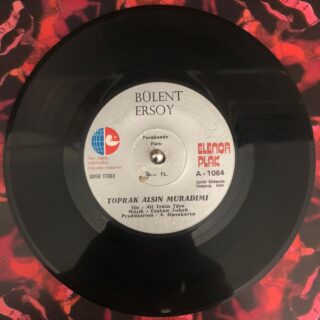 BÜLENT
ERSOY
Perakende
Fiatı
TL.
ELENOR
PLAK
A - 1064
SUPER STEREO
TOPRAK ALSIN MURADIMI
Söz : Ali Tekin Türe
Müzik : Coşkun Sabah
Prodüksiyon : A.